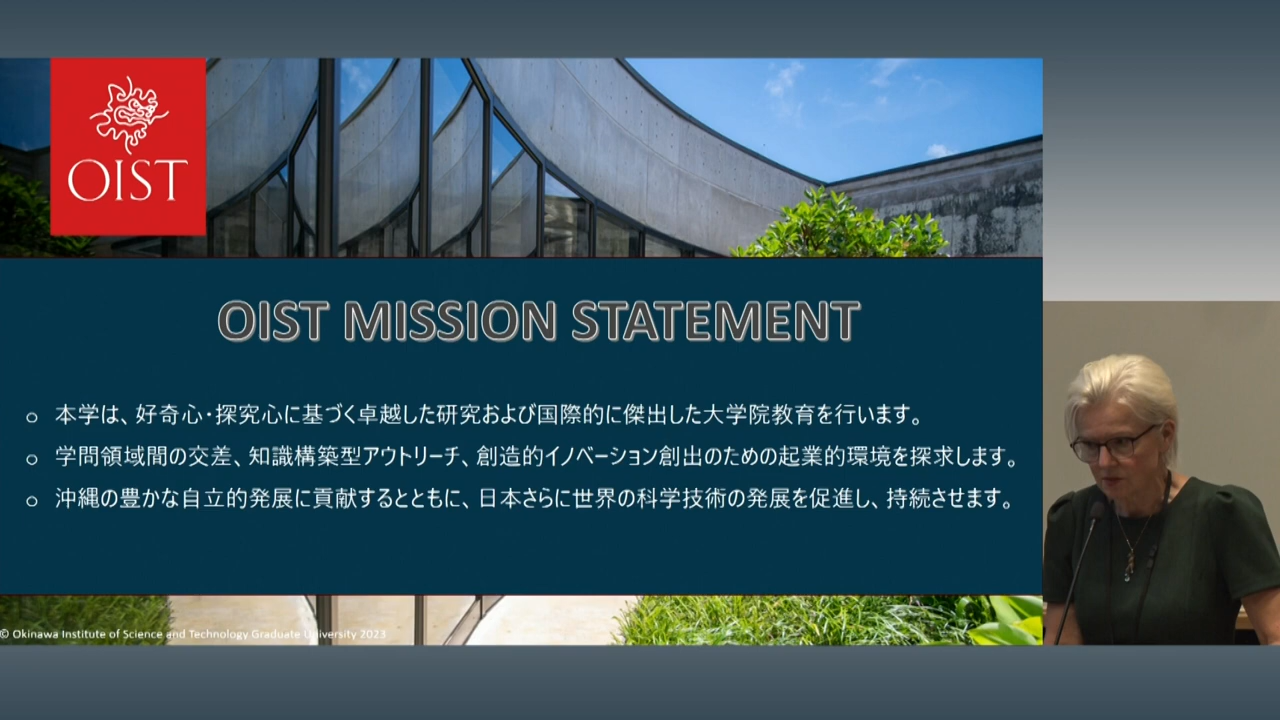 OIST
OIST MISSION STATEMENT
本学は、好奇心・探究心に基づく卓越した研究および国際的に傑出した大学院教育を行います。
学問領域間の交差、知識構築型アウトリーチ、創造的イノベーション創出のための起業的環境を探求します。
沖縄の豊かな自立的発展に貢献するとともに、日本さらに世界の科学技術の発展を促進し、持続させます。
© Okinawa Institute of Science and Technology Graduate University 2023